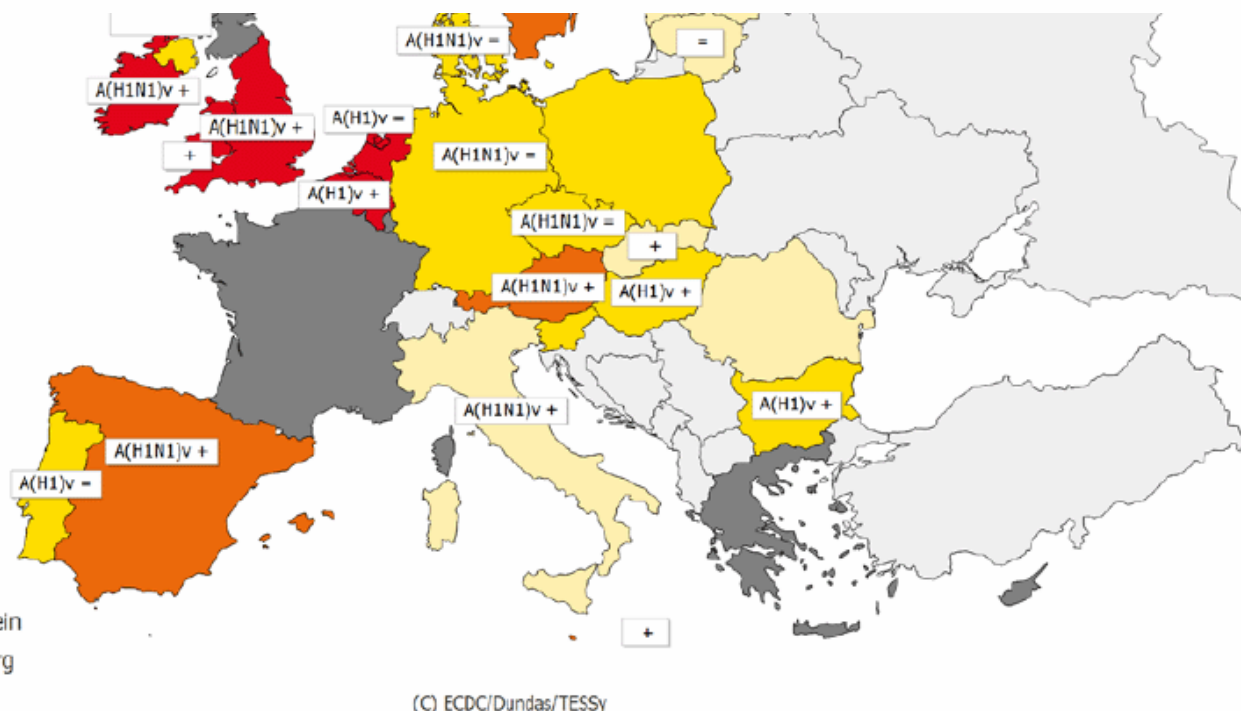 A(H1N1)v =
=
A(H1N1)v +
A(H1)v =
A(H1N1)v +
+
A(H1N1)v =
A(H1)v +
A(H1N1)v =
+
A(H1N1)v +
A(H1)v +
A(H1N1)v +
A(H1)v +
A(H1N1)v +
A(H1)v =
ein
+
rg
(C) ECDC/Dundas/TESSy